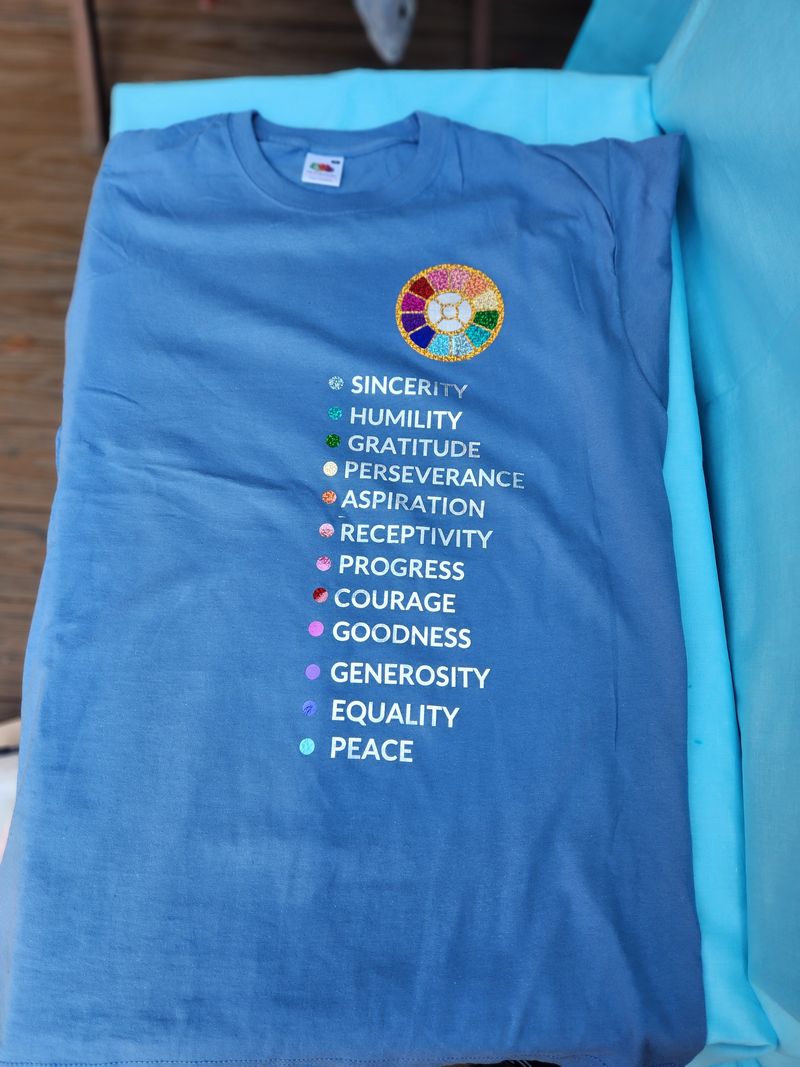 SINCERITY
HUMILITY
GRATITUDE
PERSEVERANCE
ASPIRATION
RECEPTIVITY
PROGRESS
COURAGE
GOODNESS
GENEROSITY
EQUALITY
PEACE